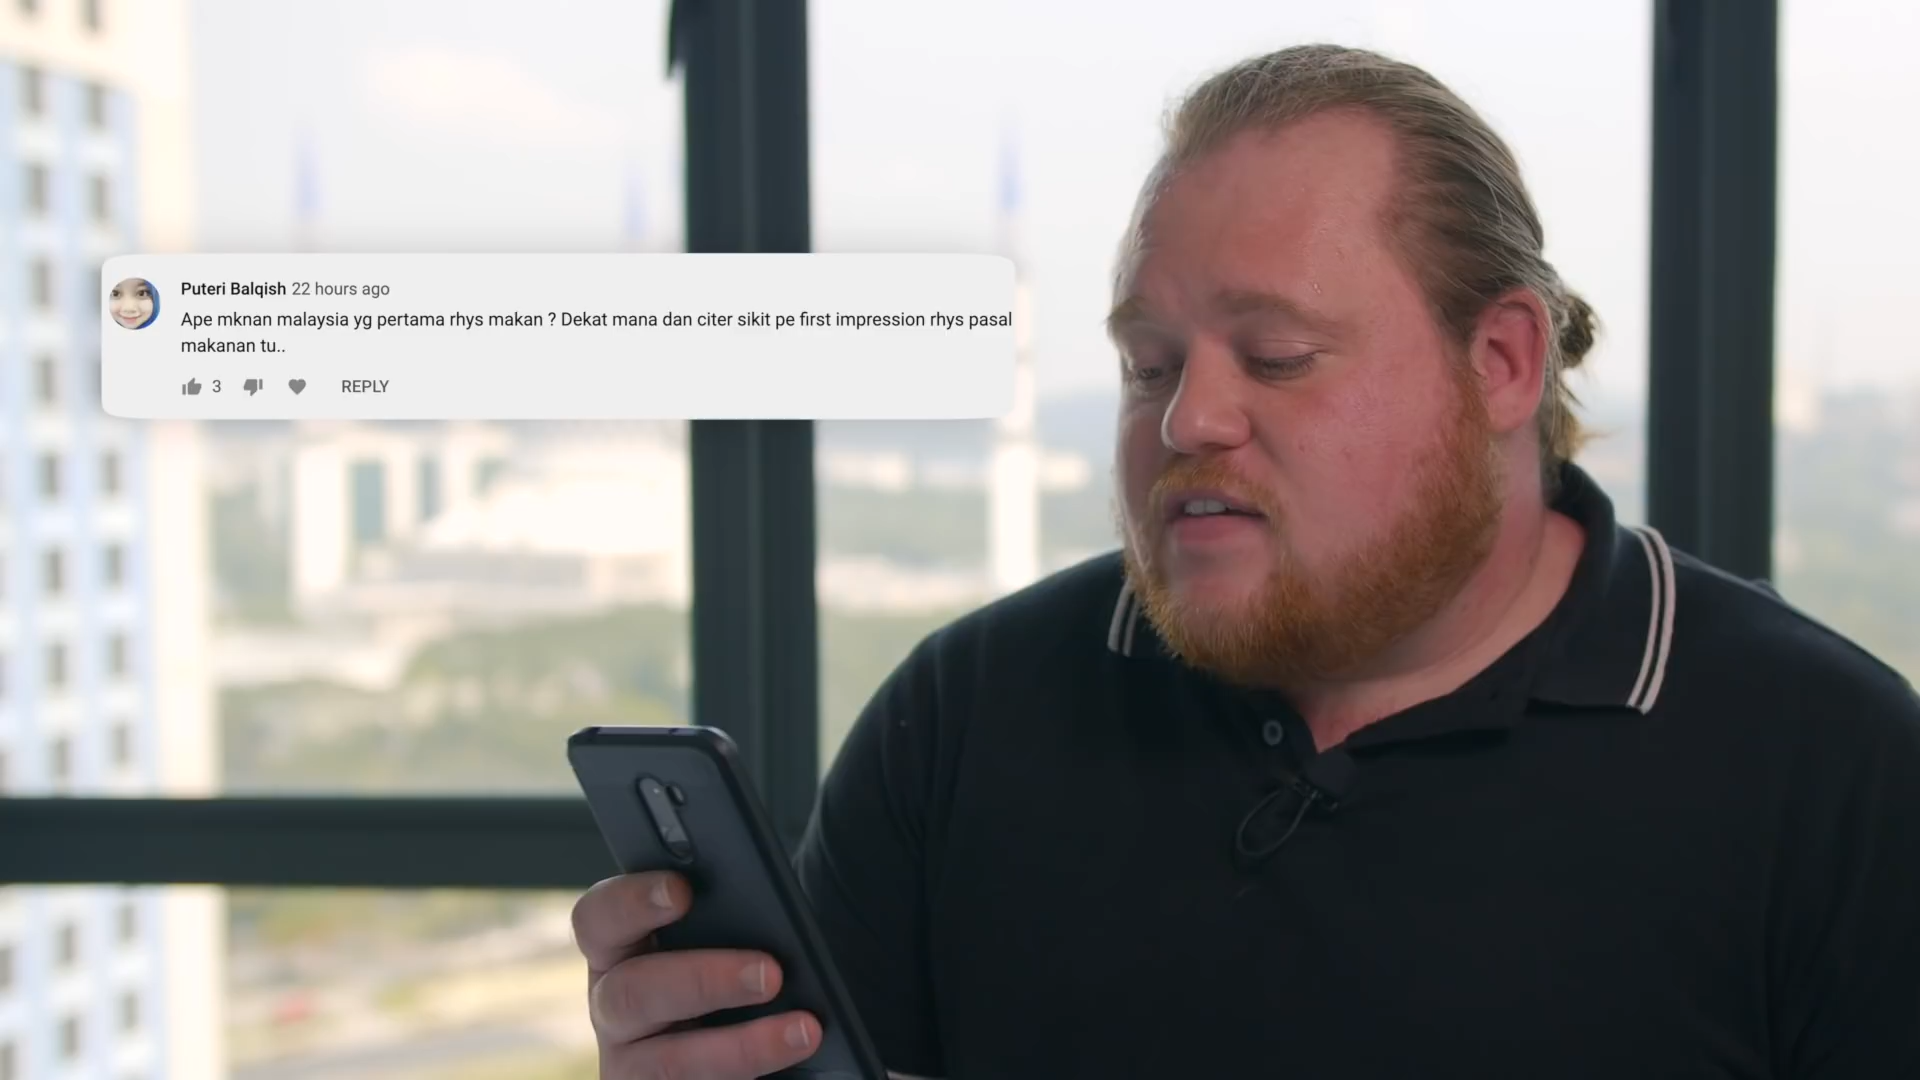 Puteri Balqish 22 hours ago
Ape mknan malaysia yg pertama rhys makan ? Dekat mana dan citer sikit pe first impression rhys pasal
makanan tu..
3 REPLY